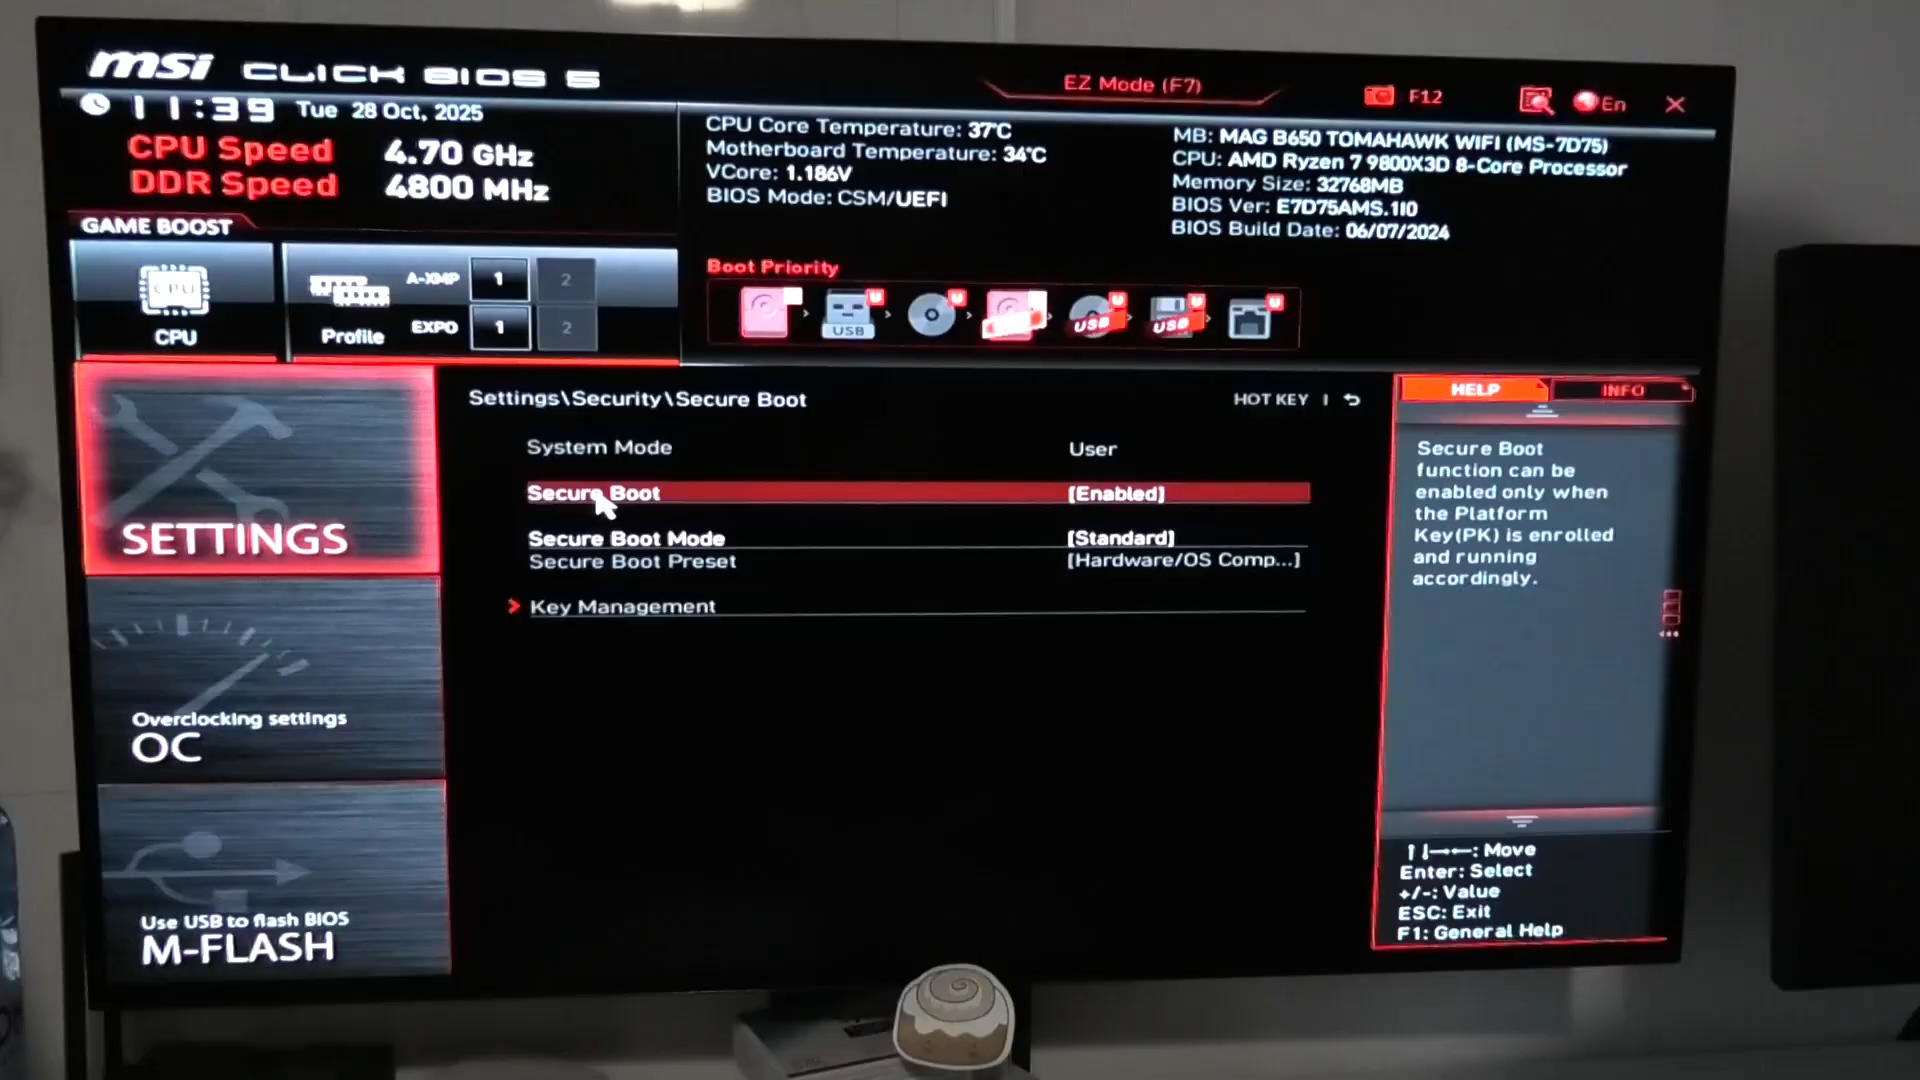 msi CLICK BIOS 5
EZ Mode (F7)
F12
En
11:39 Tue 28 Oct, 2025
CPU Speed 4.70 GHz
DDR Speed 4800 MHz
CPU Core Temperature: 37°C
Motherboard Temperature: 34°C
VCore: 1.186V
BIOS Mode: CSM/UEFI
MB: MAG B650 TOMAHAWK WIFI (MS-7D75)
CPU: AMD Ryzen 7 9800X3D 8-Core Processor
Memory Size: 32768MB
BIOS Ver: E7D75AMS.1I0
BIOS Build Date: 06/07/2024
GAME BOOST
CPU
CPU
A-XMP 1 2
Profile EXPO 1 2
Boot Priority
U U U U U
USB USB USB
SETTINGS
Overclocking settings
OC
Use USB to flash BIOS
M-FLASH
Settings\Security\Secure Boot
HOT KEY
System Mode User
Secure Boot [Enabled]
Secure Boot Mode [Standard]
Secure Boot Preset [Hardware/OS Comp...]
> Key Management
HELP INFO
Secure Boot
function can be
enabled only when
the Platform
Key(PK) is enrolled
and running
accordingly.
↑↓→←: Move
Enter: Select
+/-: Value
ESC: Exit
F1: General Help